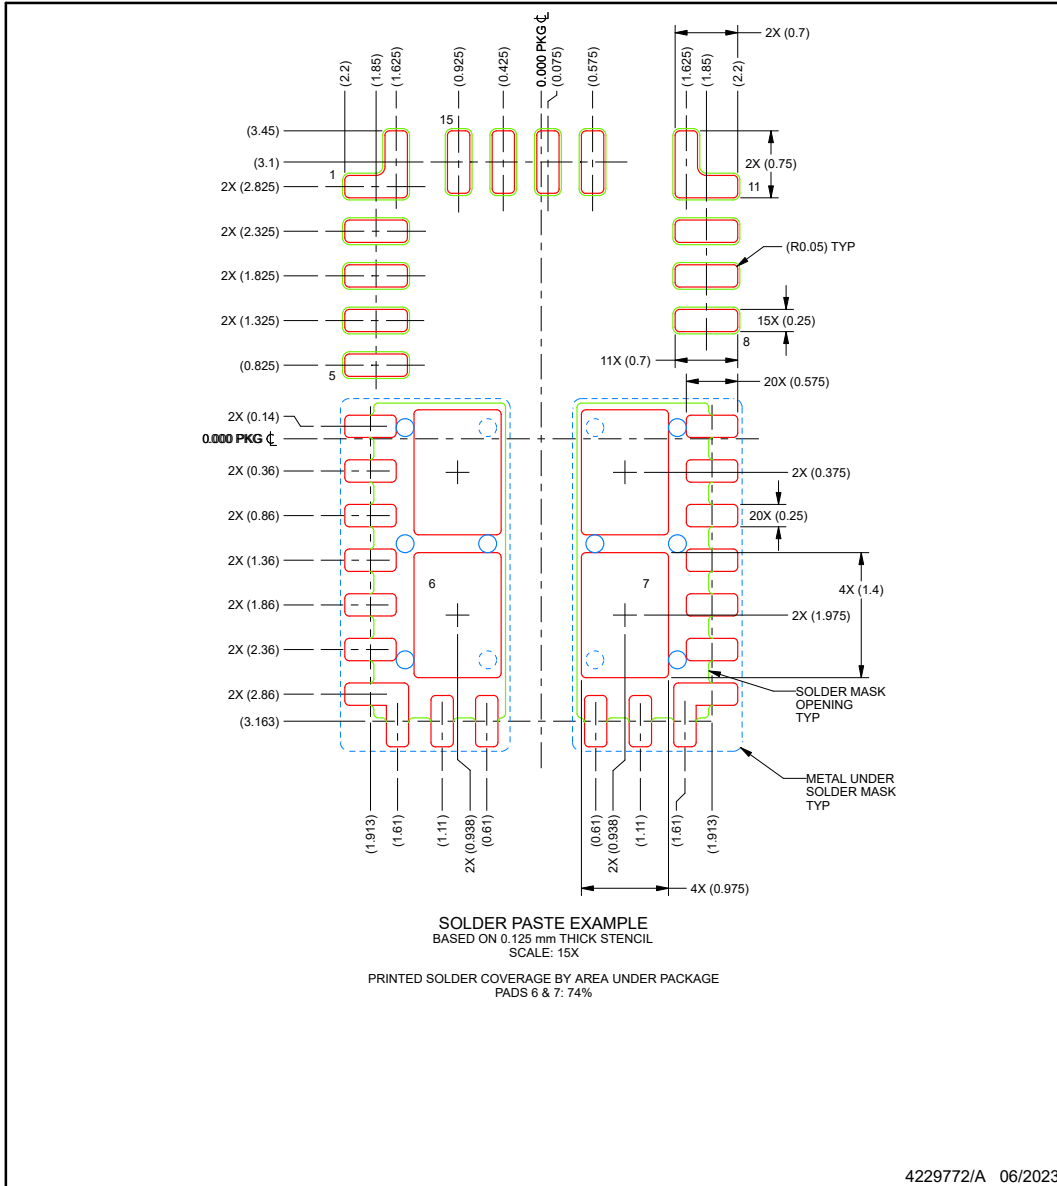 0.000 PKG ℄
(2.2)
(1.85)
(1.625)
(0.925)
(0.425)
(0.075)
(0.575)
(1.625)
(1.85)
(2.2)
2X (0.7)
(3.45)
15
(3.1)
2X (0.75)
1
2X (2.825)
11
2X (2.325)
(R0.05) TYP
2X (1.825)
2X (1.325)
15X (0.25)
8
(0.825)
11X (0.7)
5
20X (0.575)
2X (0.14)
0.000 PKG ℄
2X (0.36)
2X (0.375)
2X (0.86)
20X (0.25)
2X (1.36)
6
7
4X (1.4)
2X (1.86)
2X (1.975)
2X (2.36)
2X (2.86)
SOLDER MASK
OPENING
TYP
(3.163)
METAL UNDER
SOLDER MASK
TYP
(1.913)
(1.61)
(1.11)
2X (0.938)
(0.61)
(0.61)
2X (0.938)
(1.11)
(1.61)
(1.913)
4X (0.975)
SOLDER PASTE EXAMPLE
BASED ON 0.125 mm THICK STENCIL
SCALE: 15X
PRINTED SOLDER COVERAGE BY AREA UNDER PACKAGE
PADS 6 & 7: 74%
4229772/A 06/2023